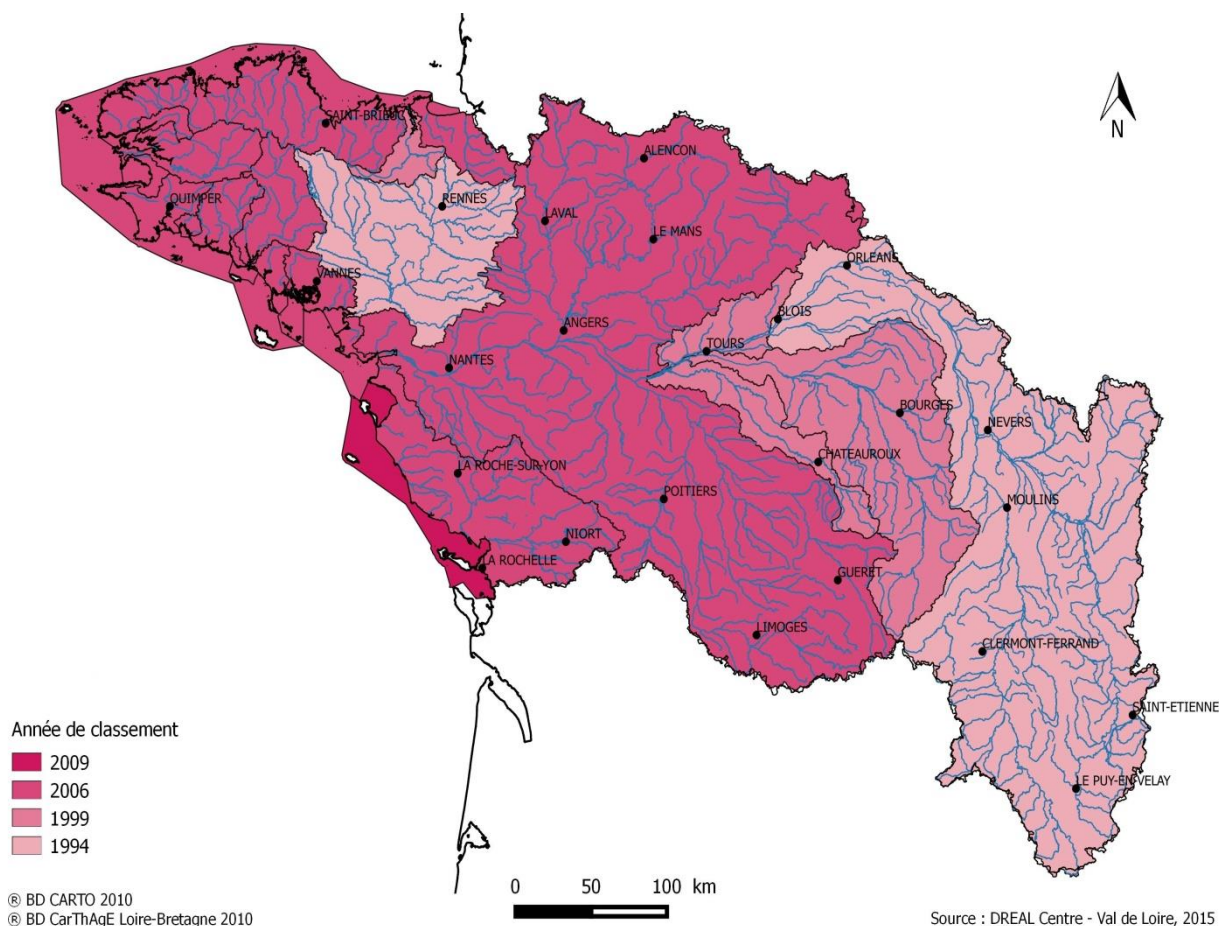 SAINT-BRIEUC
ALENCON
QUIMPER
RENNES
LAVAL
LE MANS
ORLEANS
VANNES
BLOIS
ANGERS
TOURS
NANTES
BOURGES
NEVERS
CHATEAUROUX
LA ROCHE-SUR-YON
POITIERS
MOULINS
NIORT
LA ROCHELLE
GUERET
LIMOGES
CLERMONT-FERRAND
SAINT-ETIENNE
LE PUY-EN-VELAY
N
Année de classement
2009
2006
1999
1994
0 50 100 km
® BD CARTO 2010
® BD CarThAgE Loire-Bretagne 2010
Source : DREAL Centre - Val de Loire, 2015